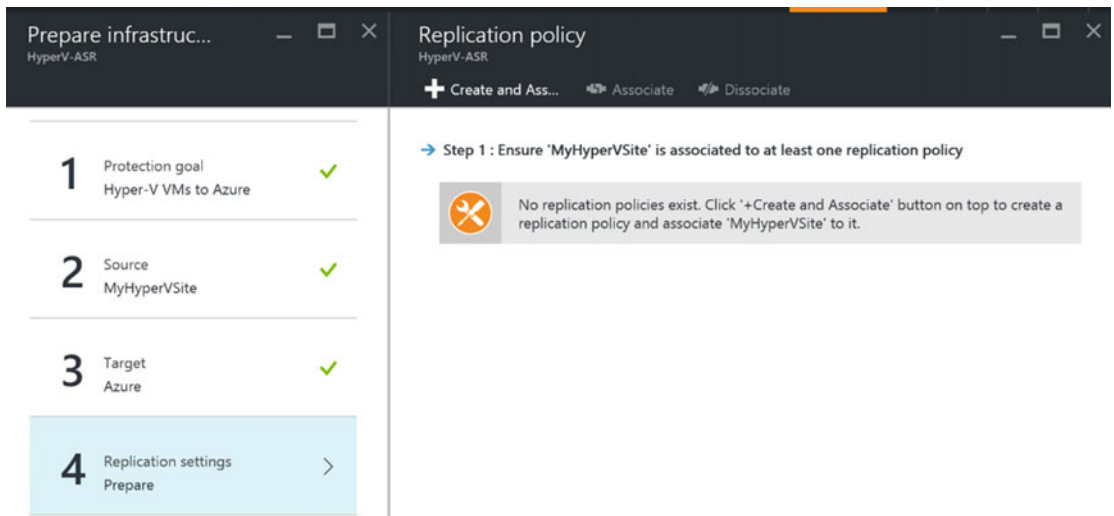 Prepare infrastruc...
HyperV-ASR
1
Protection goal
Hyper-V VMs to Azure
2
Source
MyHyperVSite
3
Target
Azure
4
Replication settings
Prepare
Replication policy
HyperV-ASR
Create and Ass...
Associate
Dissociate
Step 1 : Ensure 'MyHyperVSite' is associated to at least one replication policy
No replication policies exist. Click '+Create and Associate' button on top to create a
replication policy and associate 'MyHyperVSite' to it.